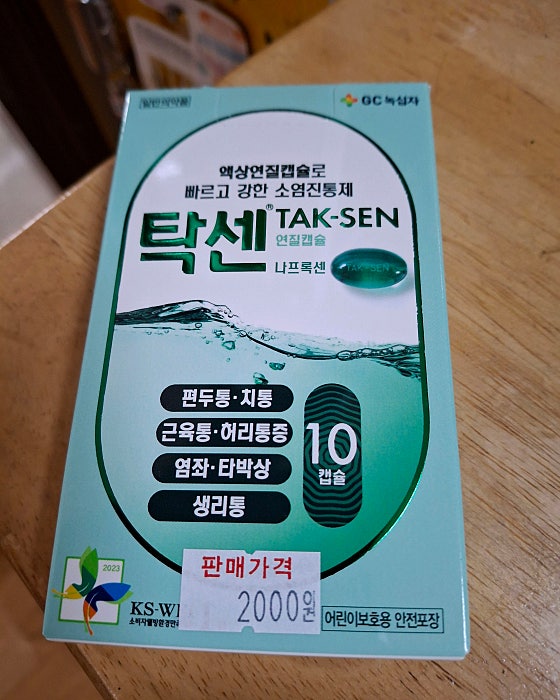 일반의약품
GC 녹십자
액상연질캡슐로
빠르고 강한 소염진통제
탁센® TAK-SEN
연질캡슐
나프록센
TAK-SEN
편두통·치통
근육통·허리통증
염좌·타박상
생리통
10
캡슐
2023
KS-W
판매가격
2000원
어린이보호용 안전포장